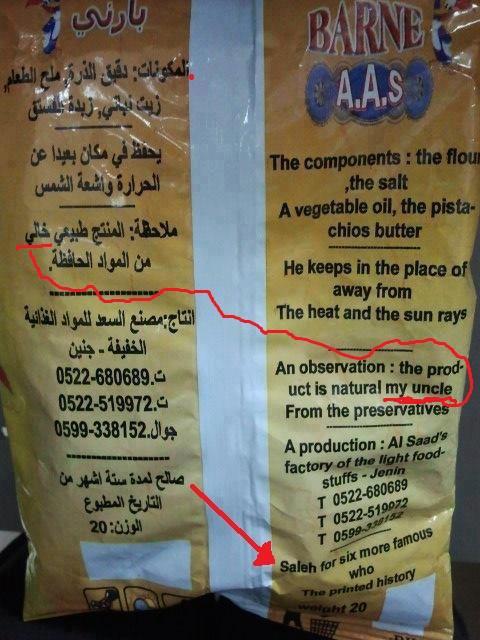 بارني
المكونات: دقيق الذرة, ملح الطعام,
زيت نباتي, زبدة بالفستق
يحفظ في مكان بعيدا عن
الحرارة واشعة الشمس
ملاحظة: المنتج طبيعي خالي
من المواد الحافظة.
انتاج: مصنع السعد للمواد الغذائية
الخفيفة - جنين
ت.0522-680689
ت.0522-519972
جوال.0599-338152
صالح لمدة ستة اشهر من
التاريخ المطبوع
الوزن: 20
BARNE
A.A.S
The components : the flour
,the salt
A vegetable oil, the pista-
chios butter
He keeps in the place of
away from
The heat and the sun rays
An observation : the prod-
uct is natural my uncle
From the preservatives
A production : Al Saad's
factory of the light food-
stuffs - Jenin
T 0522-680689
T 0522-519972
T 0599-338152
Saleh for six more famous
who
The printed history
weight 20